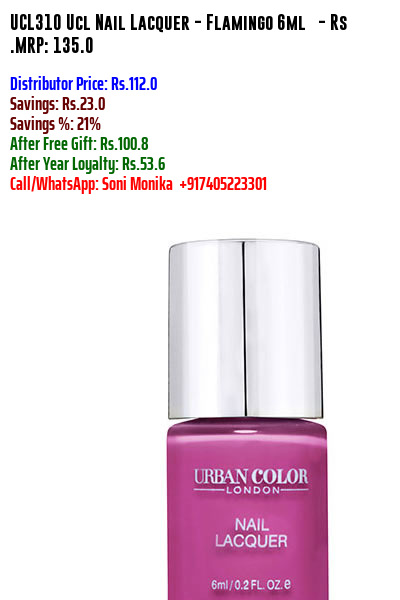 UCL310 Ucl Nail Lacquer - Flamingo 6ml - Rs
.MRP: 135.0
Distributor Price: Rs.112.0
Savings: Rs.23.0
Savings %: 21%
After Free Gift: Rs.100.8
After Year Loyalty: Rs.53.6
Call/WhatsApp: Soni Monika +917405223301
URBAN COLOR
LONDON
NAIL
LACQUER
6ml/0.2 FL. OZ. e